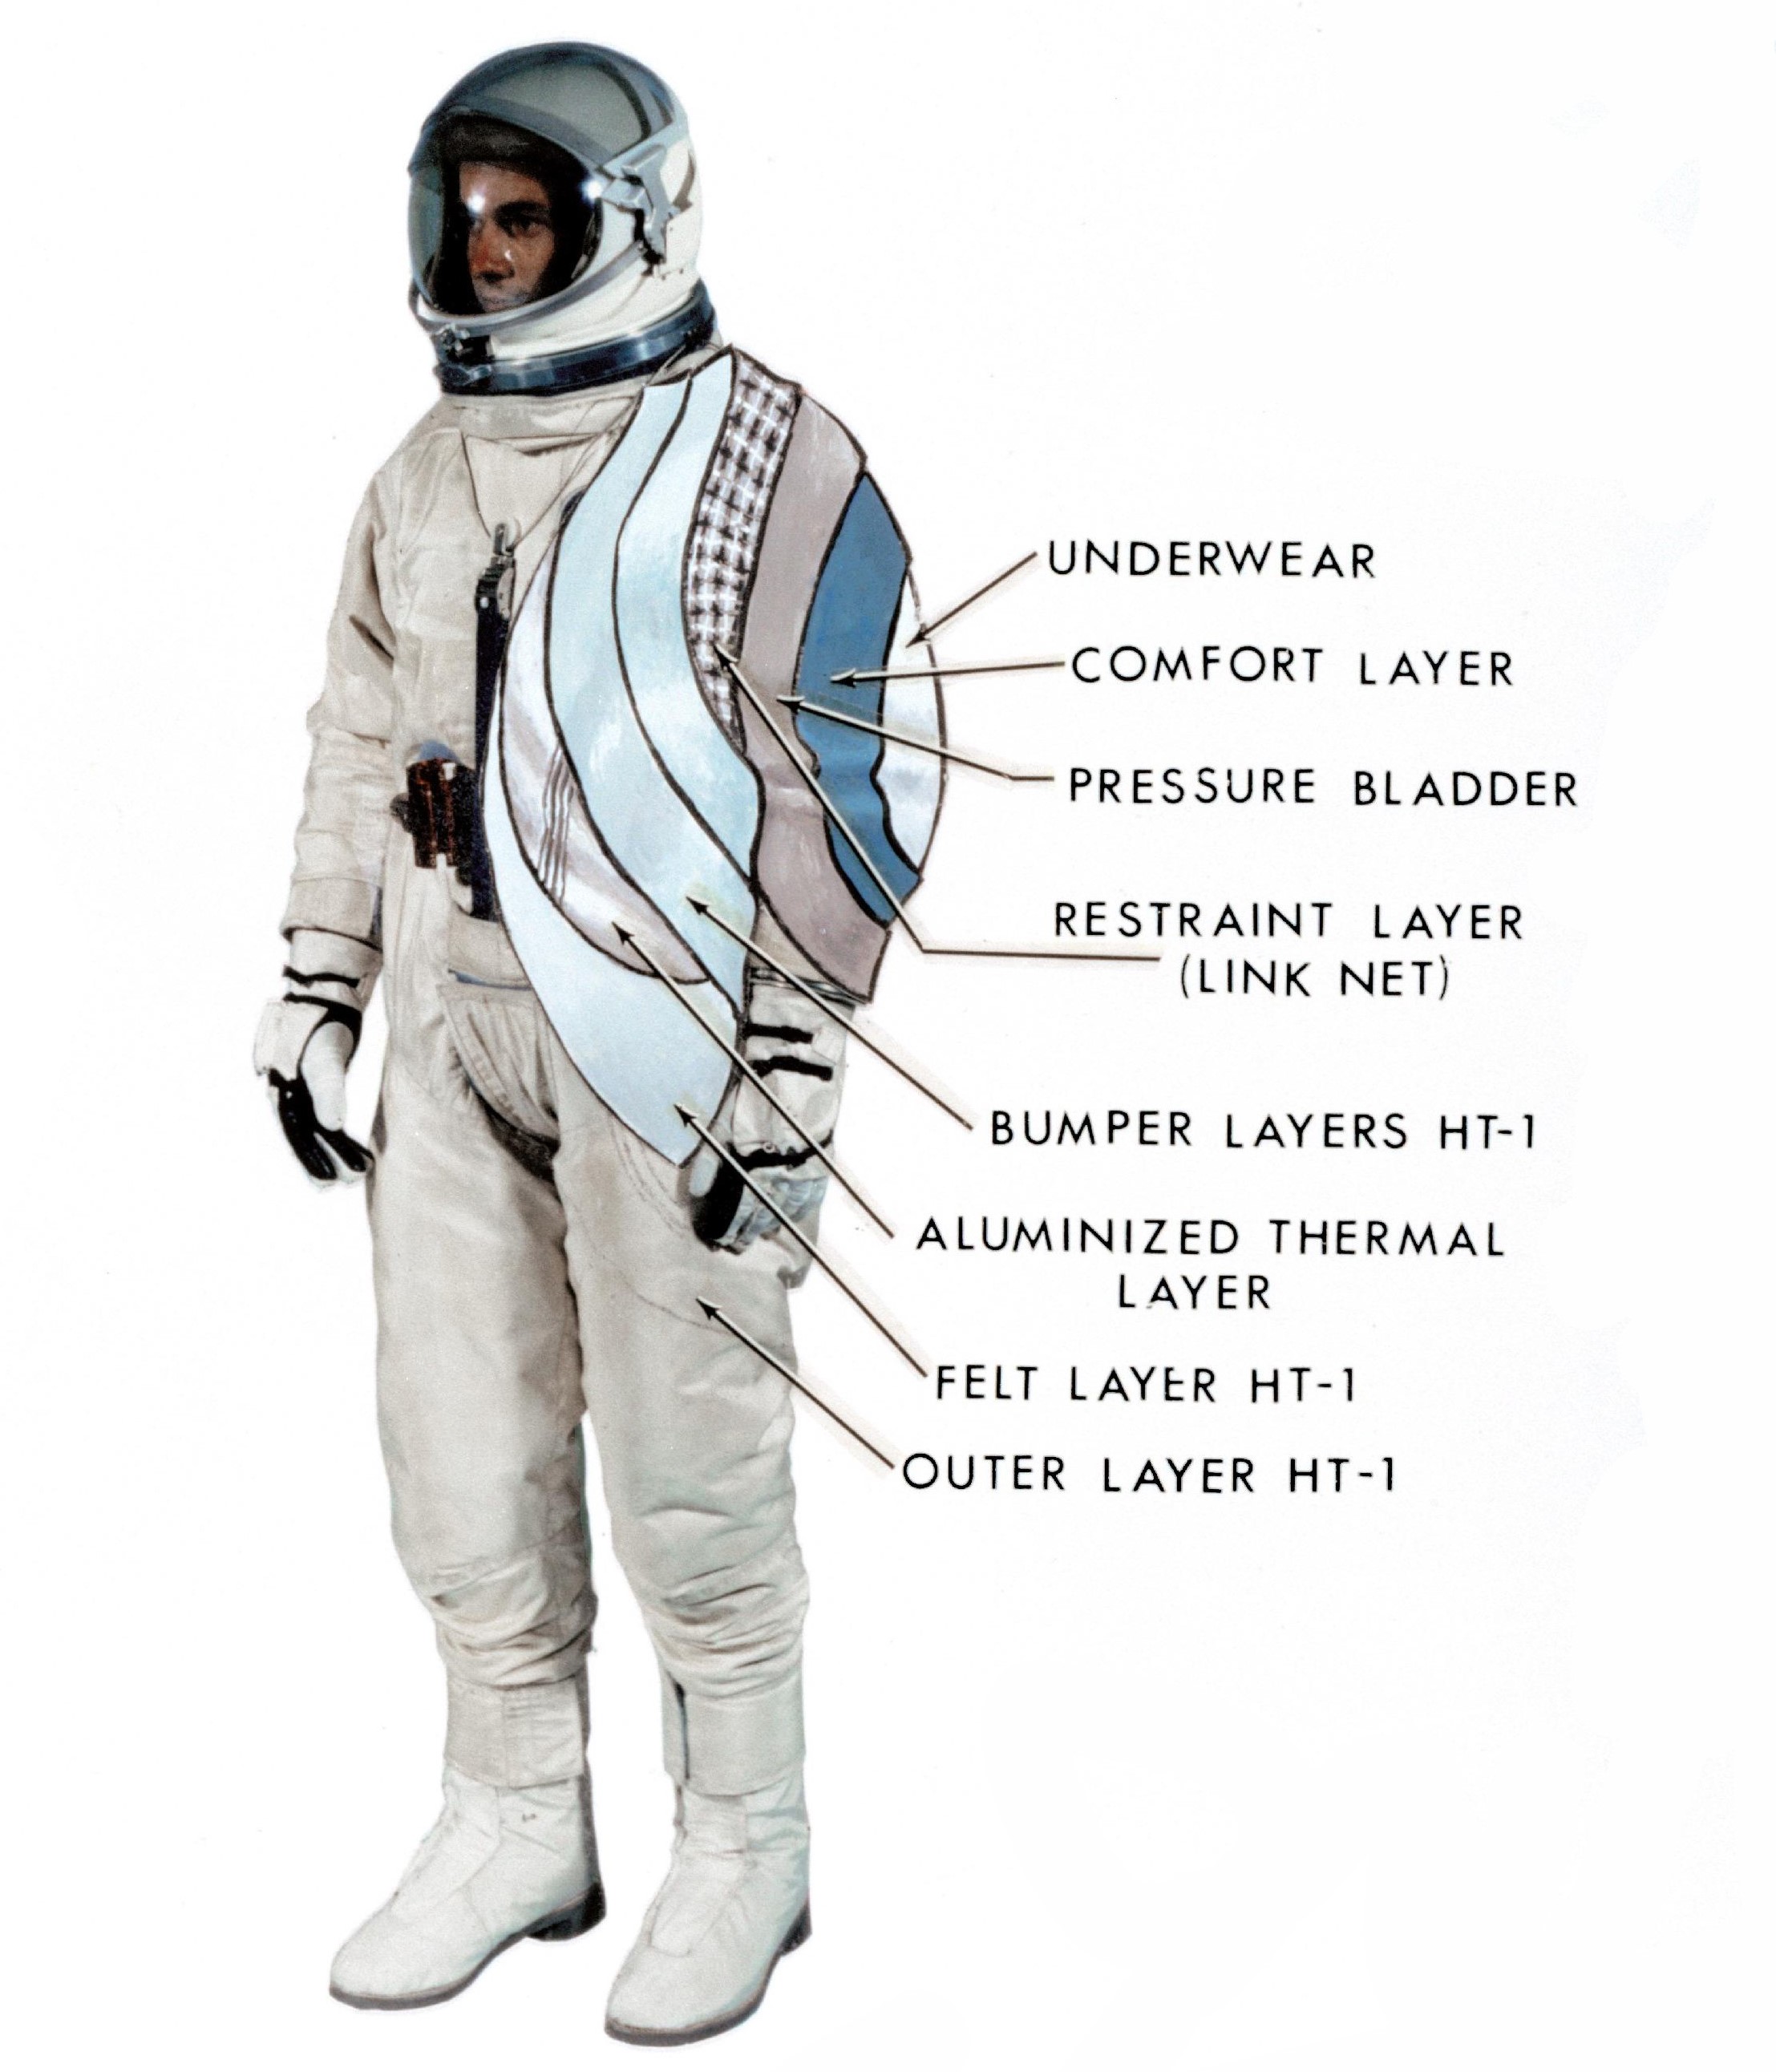 UNDERWEAR
COMFORT LAYER
PRESSURE BLADDER
RESTRAINT LAYER
(LINK NET)
BUMPER LAYERS HT-1
ALUMINIZED THERMAL
LAYER
FELT LAYER HT-1
OUTER LAYER HT-1